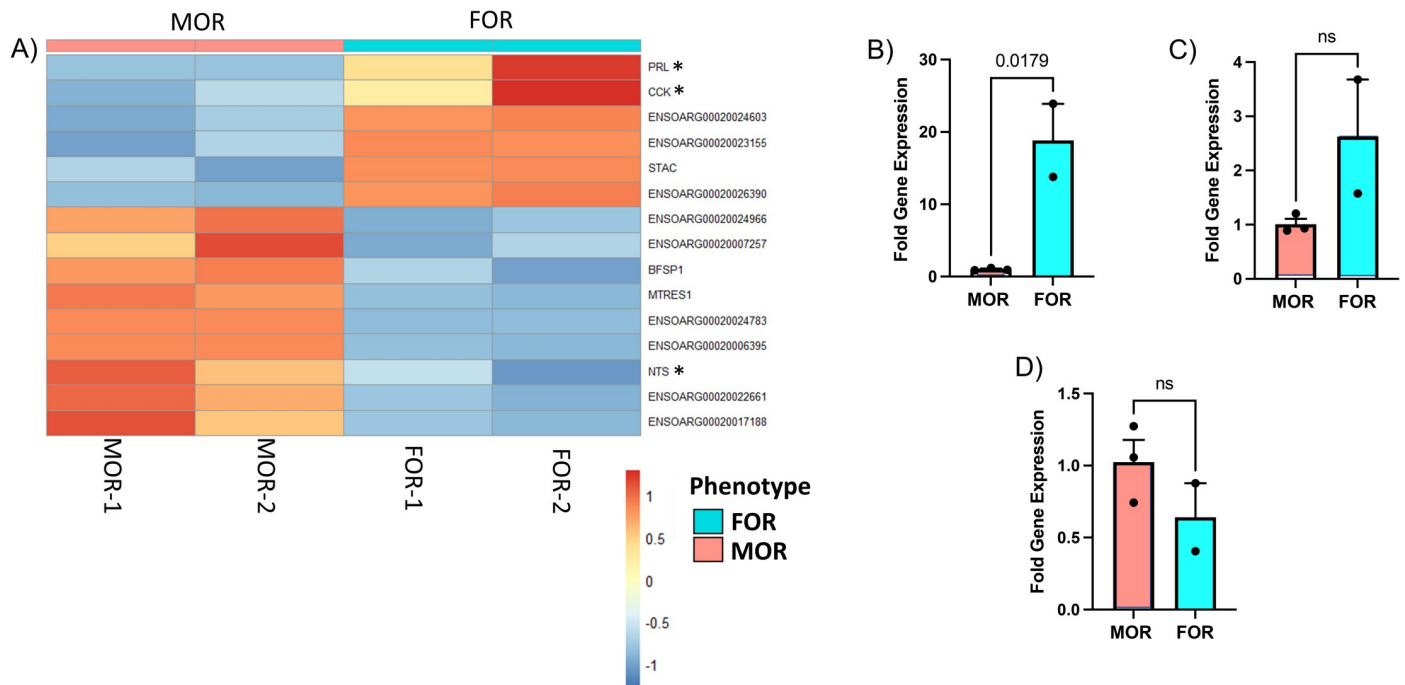 A)
MOR
FOR
PRL *
CCK *
ENSOARG00020024603
ENSOARG00020023155
STAC
ENSOARG00020026390
ENSOARG00020024966
ENSOARG00020007257
BFSP1
MTRES1
ENSOARG00020024783
ENSOARG00020006395
NTS *
ENSOARG00020022661
ENSOARG00020017188
MOR-1
MOR-2
FOR-1
FOR-2
1
0.5
0
-0.5
-1
Phenotype
FOR
MOR
B)
Fold Gene Expression
30
20
10
0
0.0179
MOR
FOR
C)
Fold Gene Expression
4
3
2
1
0
ns
MOR
FOR
D)
Fold Gene Expression
1.5
1.0
0.5
0.0
ns
MOR
FOR